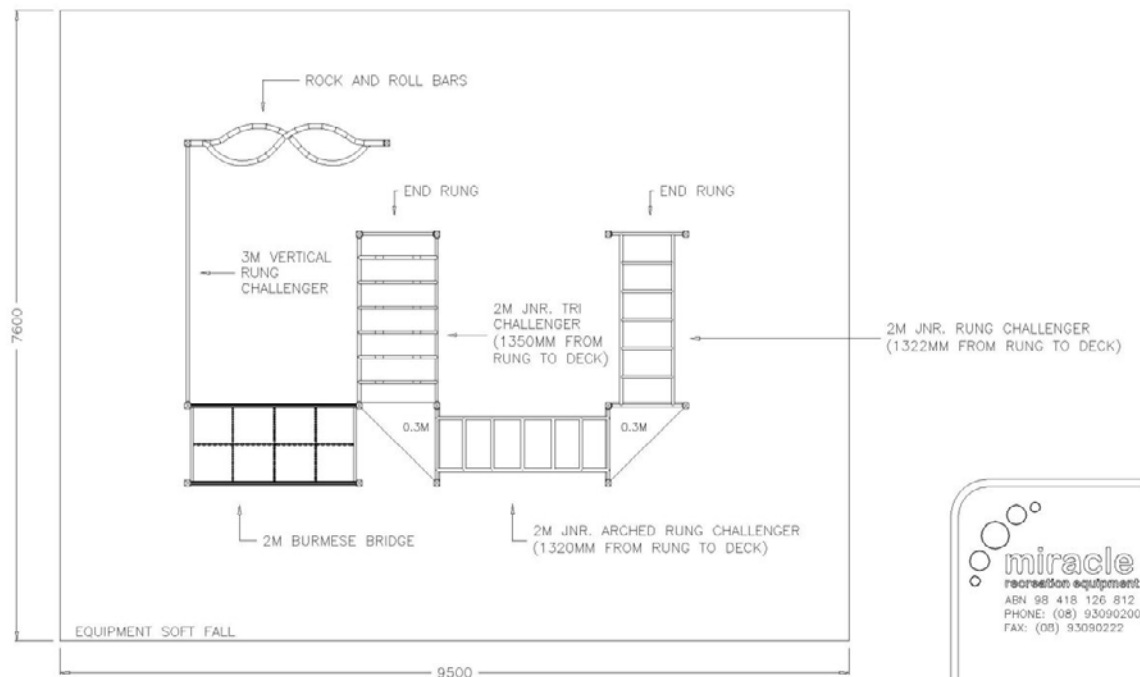 ROCK AND ROLL BARS
END RUNG
END RUNG
3M VERTICAL
RUNG
CHALLENGER
2M JNR. TRI
CHALLENGER
(1350MM FROM
RUNG TO DECK)
2M JNR. RUNG CHALLENGER
(1322MM FROM RUNG TO DECK)
7600
0.3M
0.3M
2M BURMESE BRIDGE
2M JNR. ARCHED RUNG CHALLENGER
(1320MM FROM RUNG TO DECK)
EQUIPMENT SOFT FALL
9500
miracle
recreation equipment
ABN 98 418 126 812
PHONE: (08) 93090200
FAX: (08) 93090222